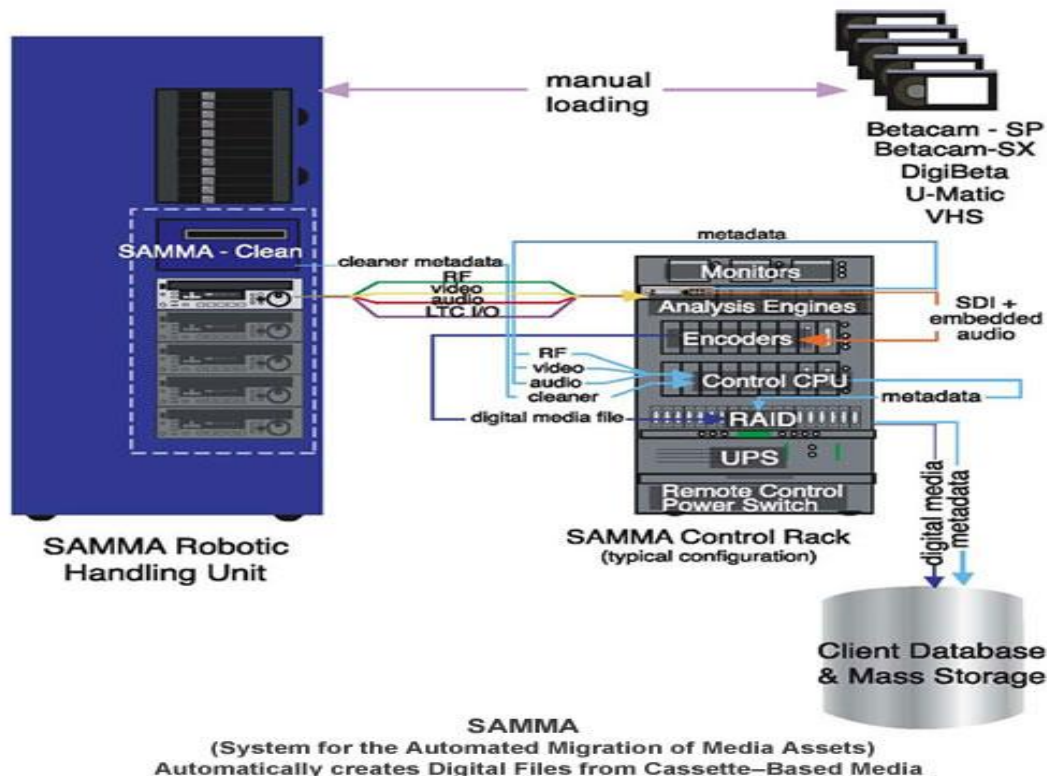 manual
loading
Betacam - SP
Betacam-SX
DigiBeta
U-Matic
VHS
SAMMA - Clean
cleaner metadata
RF
video
audio
LTC I/O
metadata
Monitors
Analysis Engines
SDI +
embedded
audio
Encoders
RF
video
audio
cleaner
Control CPU
metadata
digital media file
RAID
UPS
Remote Control
Power Switch
SAMMA Robotic
Handling Unit
SAMMA Control Rack
(typical configuration)
digital media
metadata
Client Database
& Mass Storage
SAMMA
(System for the Automated Migration of Media Assets)
Automatically creates Digital Files from Cassette-Based Media